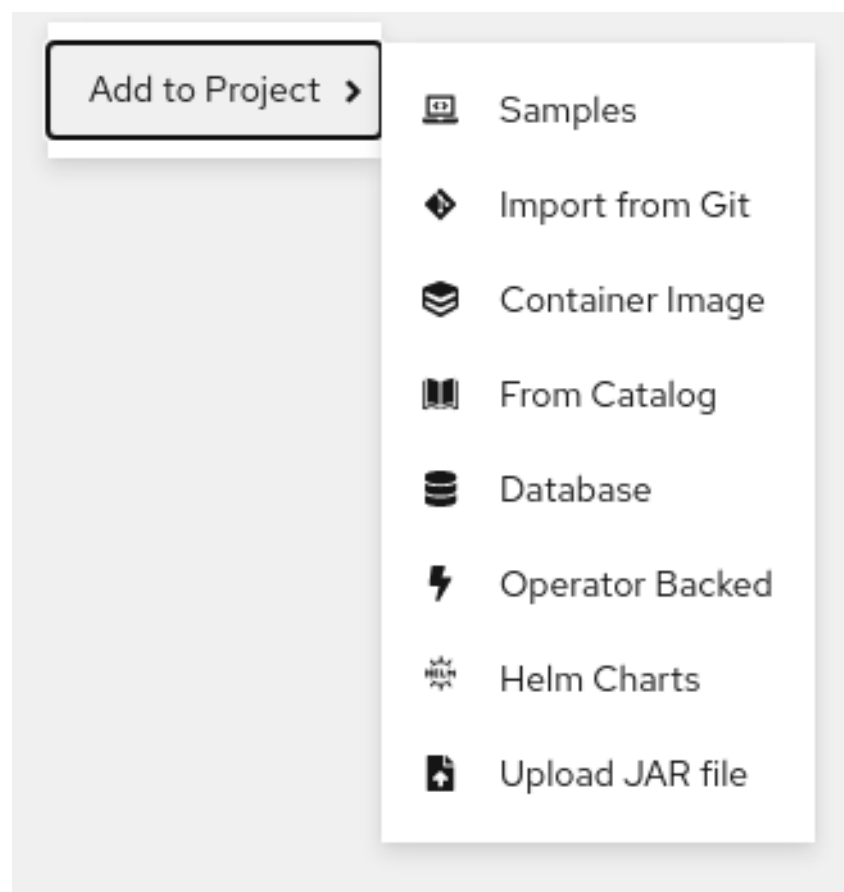 Add to Project
Samples
Import from Git
Container Image
From Catalog
Database
Operator Backed
HELM
Helm Charts
Upload JAR file